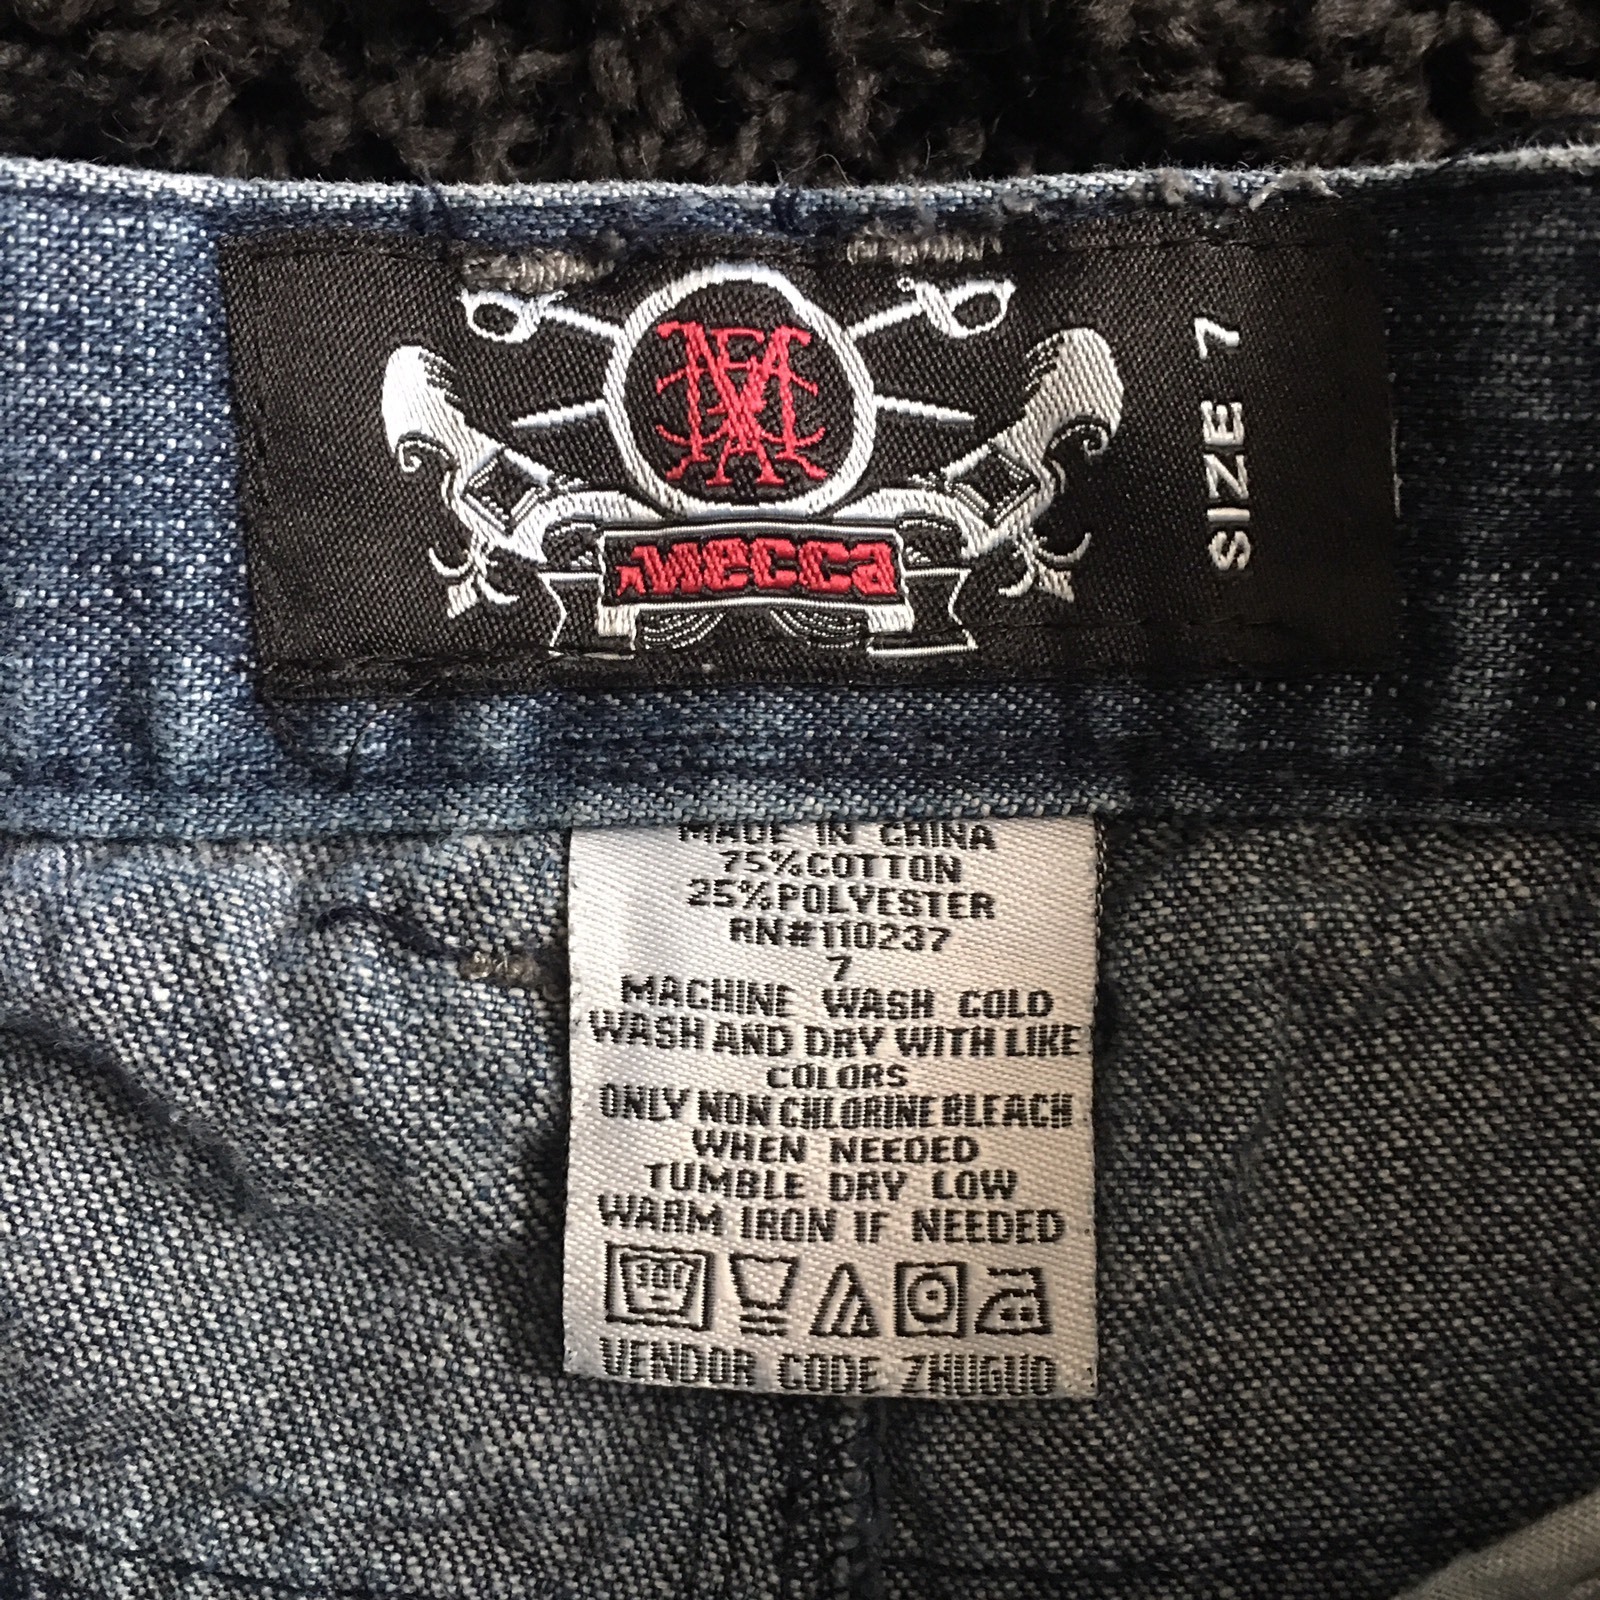 mecca
SIZE 7
MADE IN CHINA
75%COTTON
25%POLYESTER
RN#110237
7
MACHINE WASH COLD
WASH AND DRY WITH LIKE
COLORS
ONLY NON CHLORINE BLEACH
WHEN NEEDED
TUMBLE DRY LOW
WARM IRON IF NEEDED
VENDOR CODE ZHUGUO